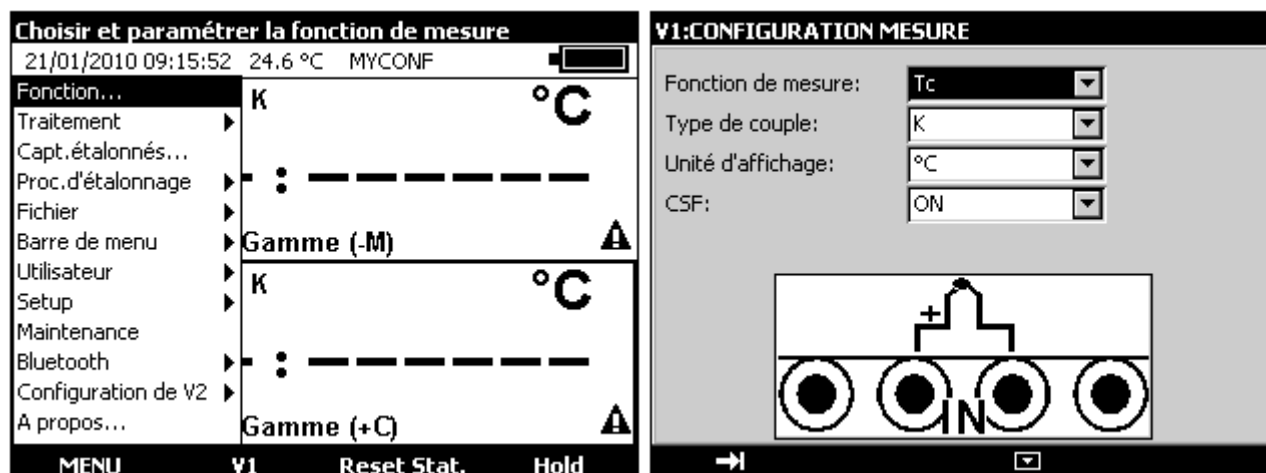 Choisir et paramétrer la fonction de mesure
21/01/2010 09:15:52 24.6 °C MYCONF
Fonction...
Traitement
Capt.étalonnés...
Proc.d'étalonnage
Fichier
Barre de menu
Utilisateur
Setup
Maintenance
Bluetooth
Configuration de V2
A propos...
K °C
- : - - - - - -
Gamme (-M)
K °C
- : - - - - - -
Gamme (+C)
MENU V1 Reset Stat. Hold
V1:CONFIGURATION MESURE
Fonction de mesure: Tc
Type de couple: K
Unité d'affichage: °C
CSF: ON
+
IN